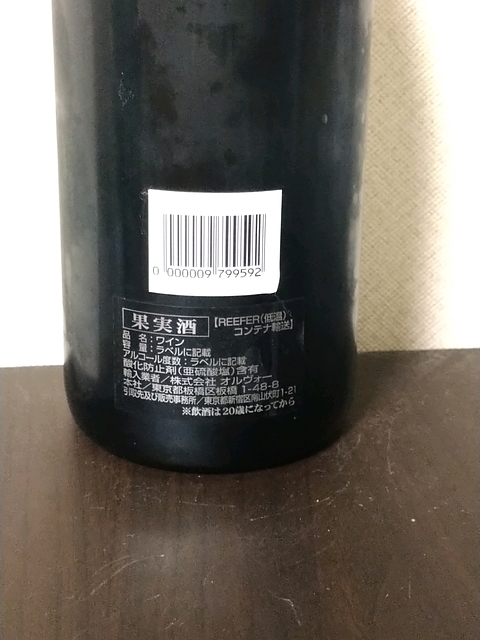 0 000009 799592
果実酒 【REEFER(低温)
コンテナ輸送】
品名:ワイン
容量:ラベルに記載
アルコール度数:ラベルに記載
酸化防止剤(亜硫酸塩)含有
輸入業者/株式会社 オルヴォー
本社/東京都板橋区板橋 1-48-8
引取先及び販売事務所/東京都新宿区南山伏町1-21
※飲酒は20歳になってから